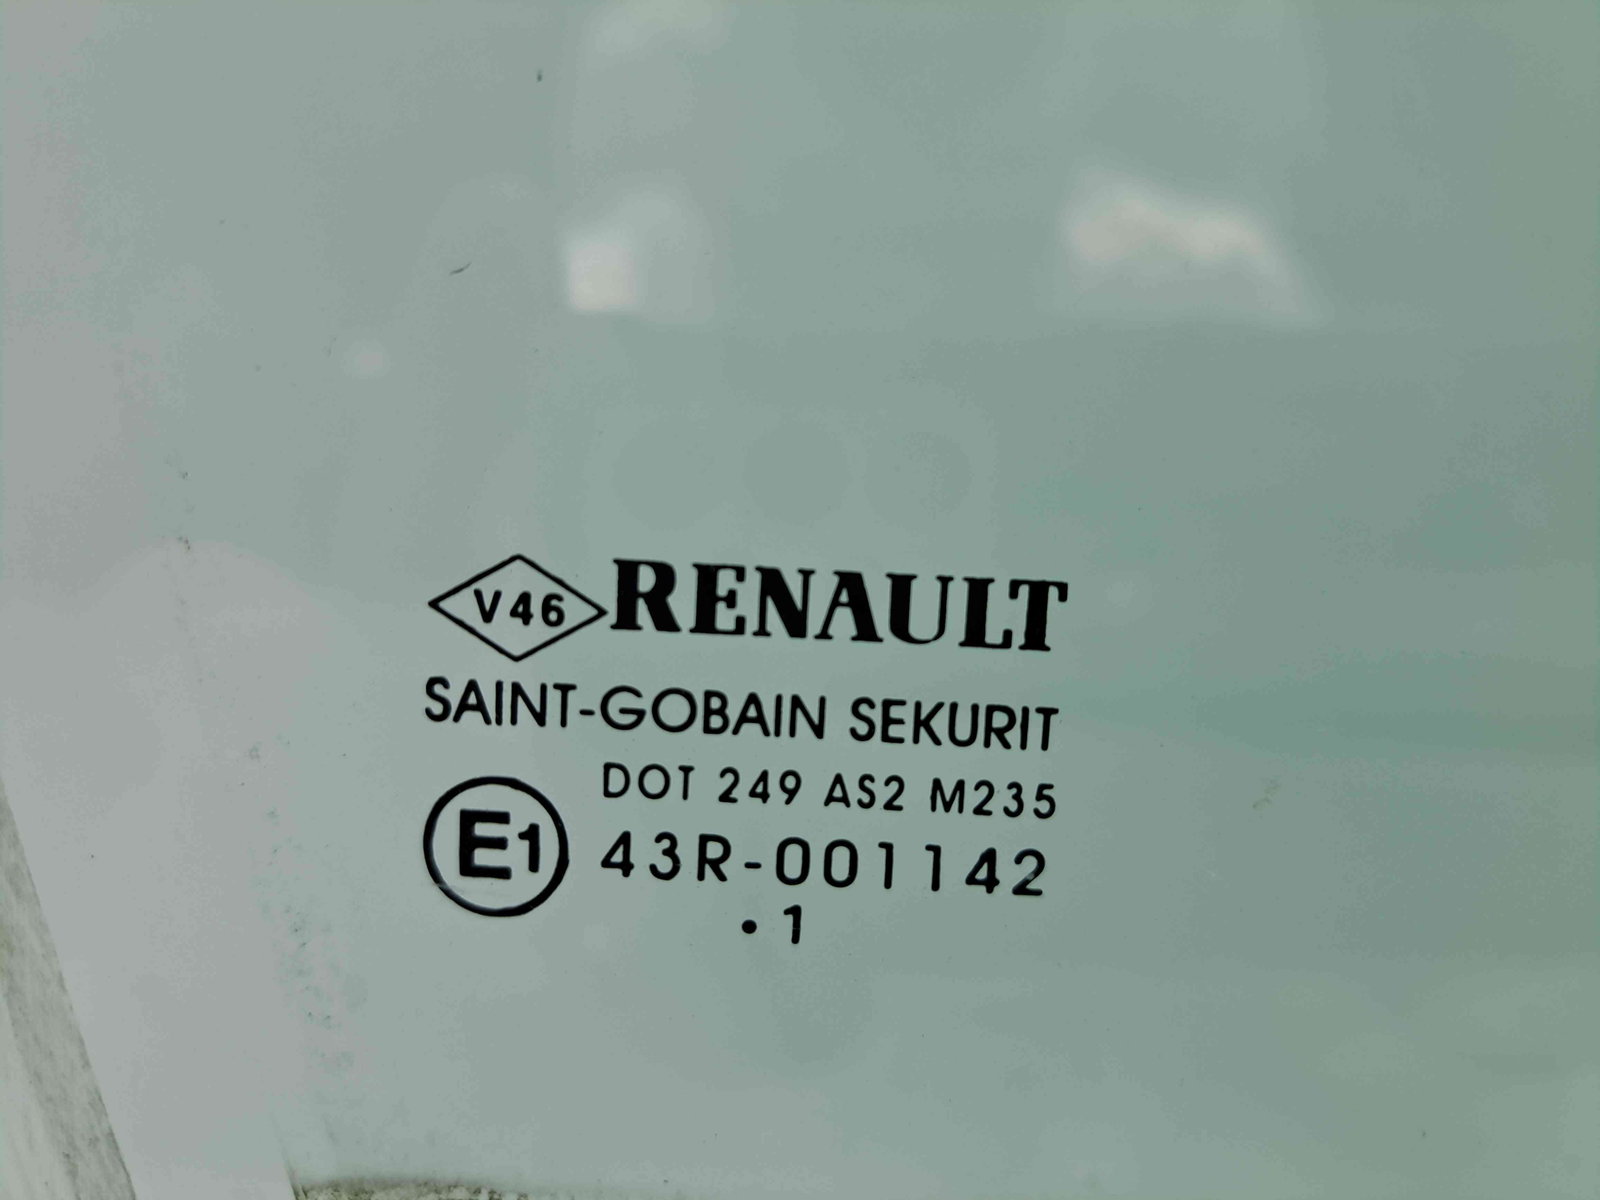 V46 RENAULT
SAINT-GOBAIN SEKURIT
DOT 249 AS2 M235
E1 43R-001142
• 1